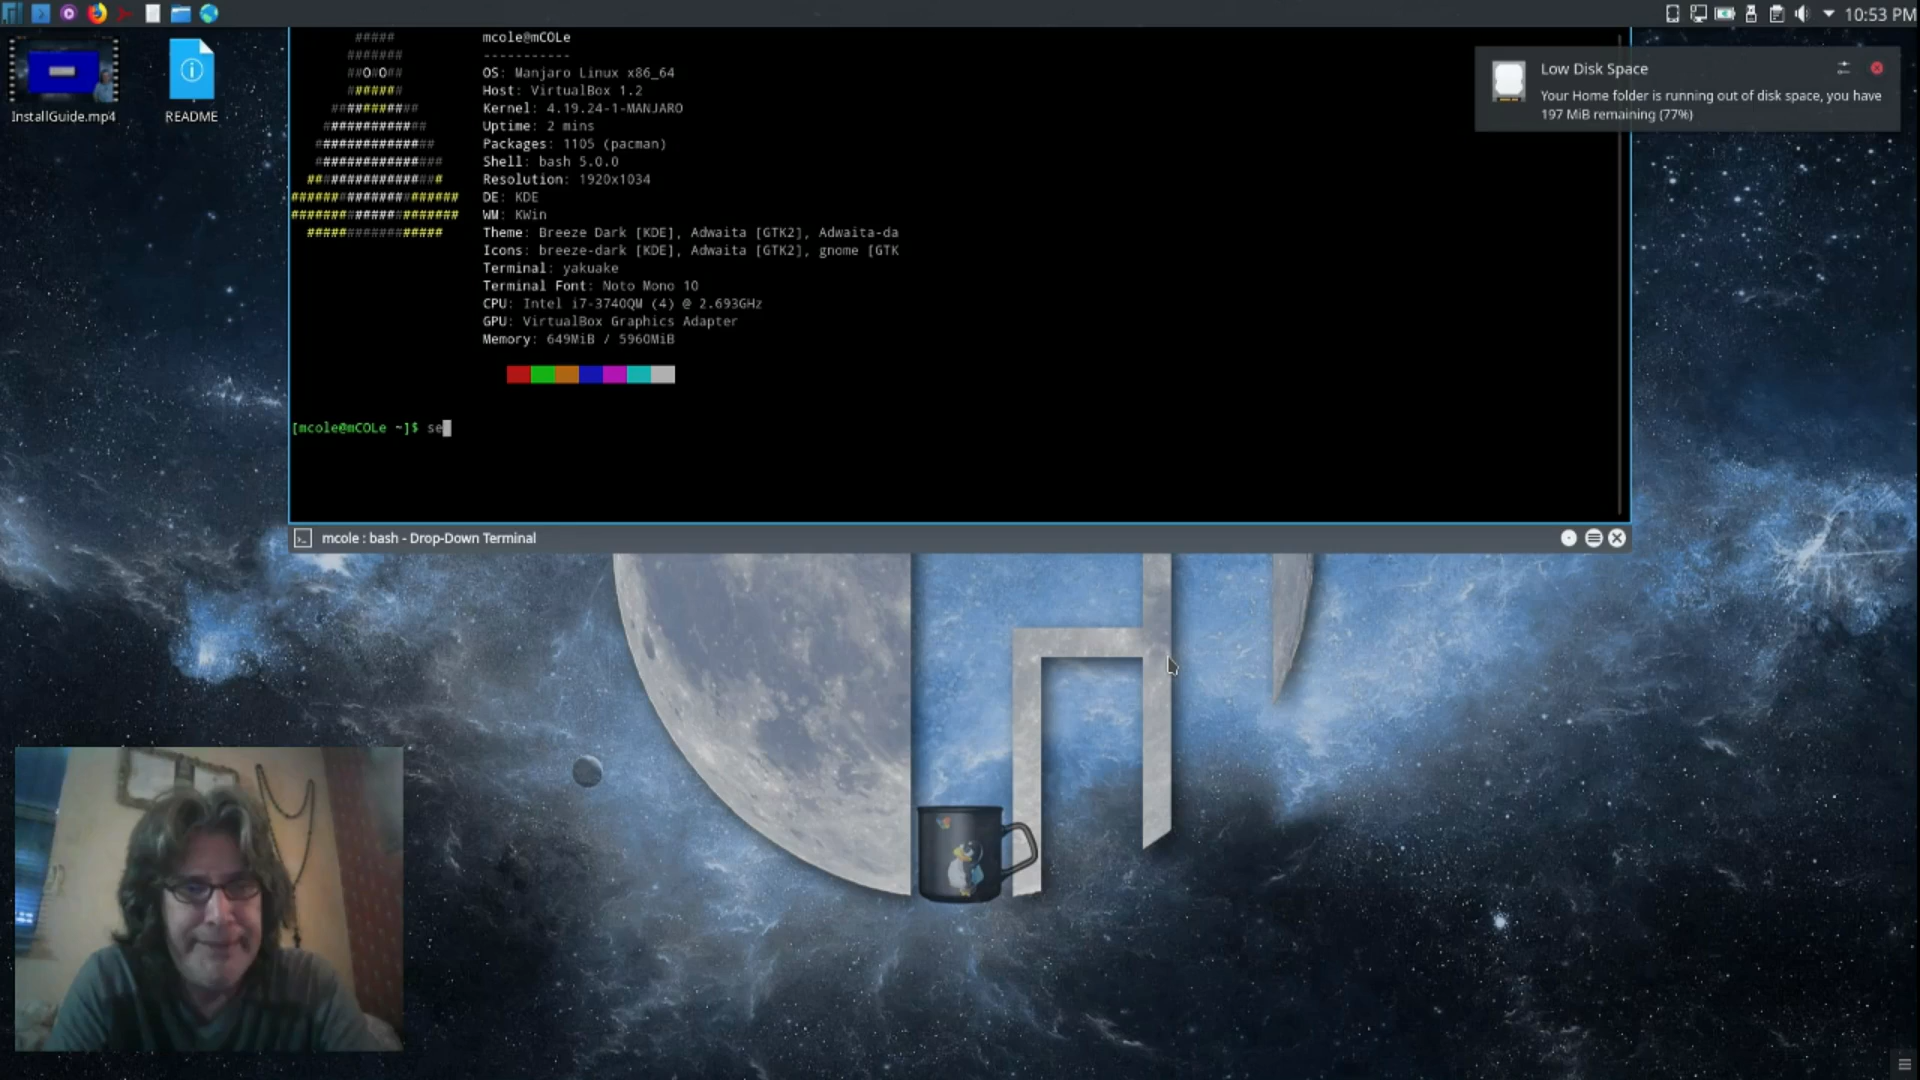 10:53 PM
InstallGuide.mp4
README
#####
#######
##O#O##
#######
###########
#############
###############
################
#################
#####################
#####################
#################
mcole@mCOLe
-----------
OS: Manjaro Linux x86_64
Host: VirtualBox 1.2
Kernel: 4.19.24-1-MANJARO
Uptime: 2 mins
Packages: 1105 (pacman)
Shell: bash 5.0.0
Resolution: 1920x1034
DE: KDE
WM: KWin
Theme: Breeze Dark [KDE], Adwaita [GTK2], Adwaita-da
Icons: breeze-dark [KDE], Adwaita [GTK2], gnome [GTK
Terminal: yakuake
Terminal Font: Noto Mono 10
CPU: Intel i7-3740QM (4) @ 2.693GHz
GPU: VirtualBox Graphics Adapter
Memory: 649MiB / 5960MiB
[mcole@mCOLe ~]$ se
mcole : bash - Drop-Down Terminal
Low Disk Space
Your Home folder is running out of disk space, you have
197 MiB remaining (77%)